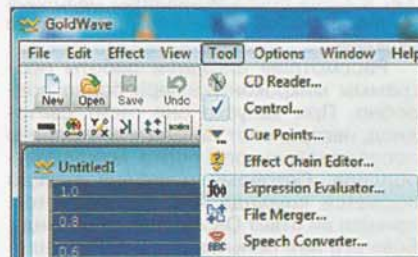 GoldWave
File Edit Effect View Tool Options Window Help
New Open Save Undo
CD Reader...
Control...
Cue Points...
Effect Chain Editor...
Untitled1
f(x) Expression Evaluator...
1.0
File Merger...
0.8
Speech Converter...
0.6